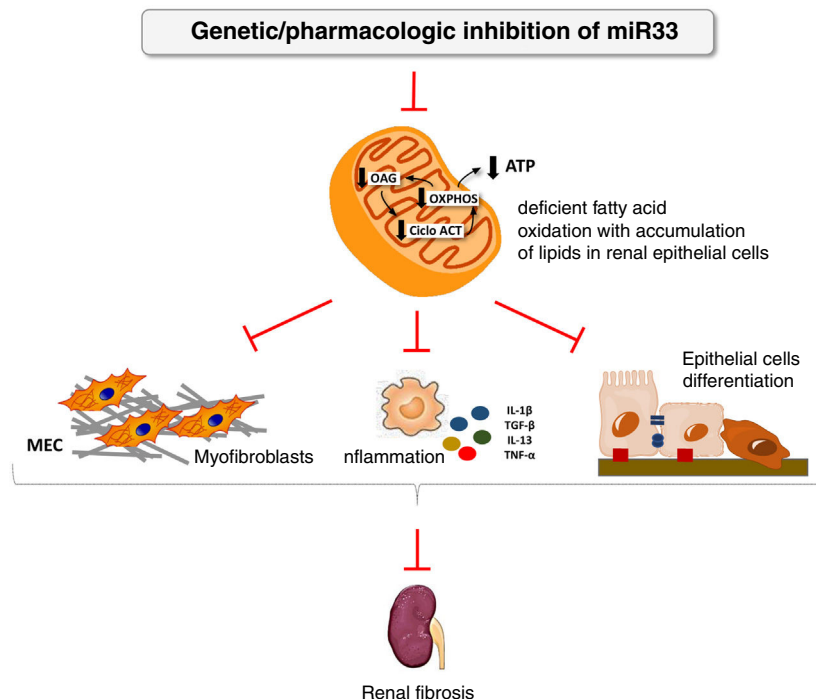 Genetic/pharmacologic inhibition of miR33
ATP
OAG
OXPHOS
Ciclo ACT
deficient fatty acid
oxidation with accumulation
of lipids in renal epithelial cells
MEC
Myofibroblasts
nflammation
IL-1β
TGF-β
IL-13
TNF-α
Epithelial cells
differentiation
Renal fibrosis